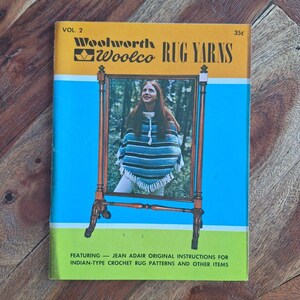 VOL. 2
35¢
Woolworth
Woolco RUG YARNS
FEATURING — JEAN ADAIR ORIGINAL INSTRUCTIONS FOR
INDIAN-TYPE CROCHET RUG PATTERNS AND OTHER ITEMS